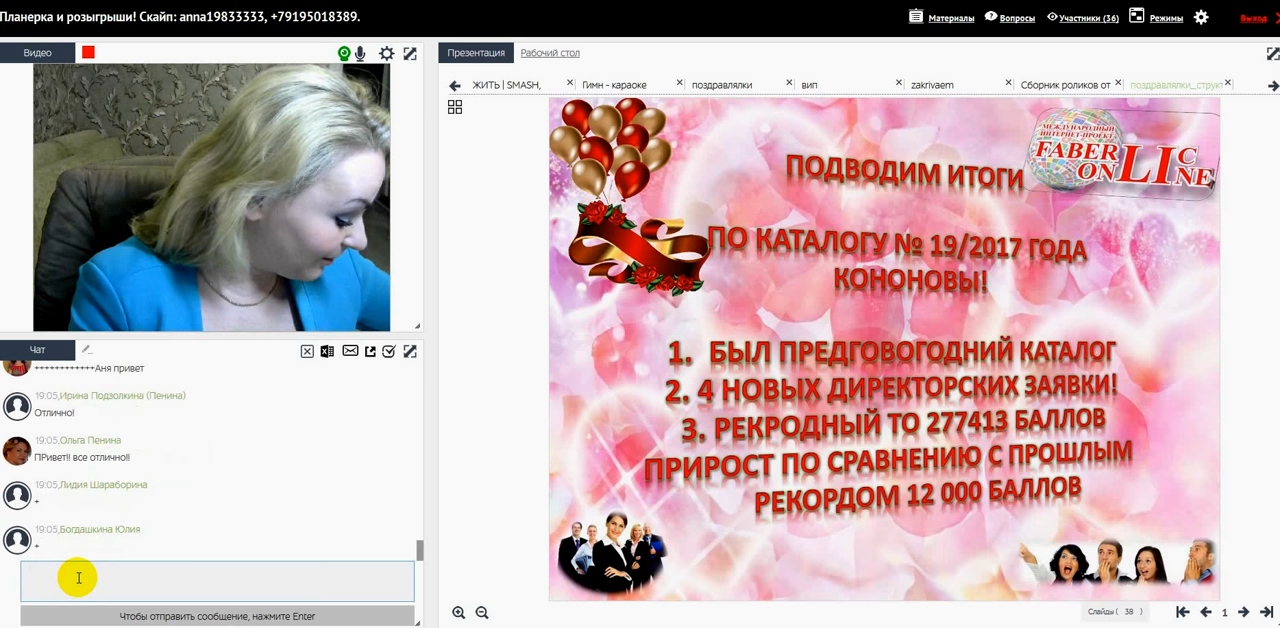 Планерка и розыгрыши! Скайп: anna19833333, +79195018389.
Материалы Вопросы Участники (36) Режимы Выход
Видео
Презентация Рабочий стол
ЖИТЬ | SMASH, Гимн - караоке поздравлялки вип zakrivaem Сборник роликов от поздравлялки_структ
МЕЖДУНАРОДНЫЙ
ИНТЕРНЕТ-ПРОЕКТ
FABERLIC
ONLINE
ПОДВОДИМ ИТОГИ
ПО КАТАЛОГУ № 19/2017 ГОДА
КОНОНОВЫ!
1. БЫЛ ПРЕДГОВОГОДНИЙ КАТАЛОГ
2. 4 НОВЫХ ДИРЕКТОРСКИХ ЗАЯВКИ!
3. РЕКРОДНЫЙ ТО 277413 БАЛЛОВ
ПРИРОСТ ПО СРАВНЕНИЮ С ПРОШЛЫМ
РЕКОРДОМ 12 000 БАЛЛОВ
Чат
++++++++++++Аня привет
19:05,Ирина Подзолкина (Пенина)
Отлично!
19:05,Ольга Пенина
ПРивет!! все отлично!!
19:05,Лидия Шараборина
+
19:05,Богдашкина Юлия
+
Чтобы отправить сообщение, нажмите Enter
Слайды ( 38 )
1